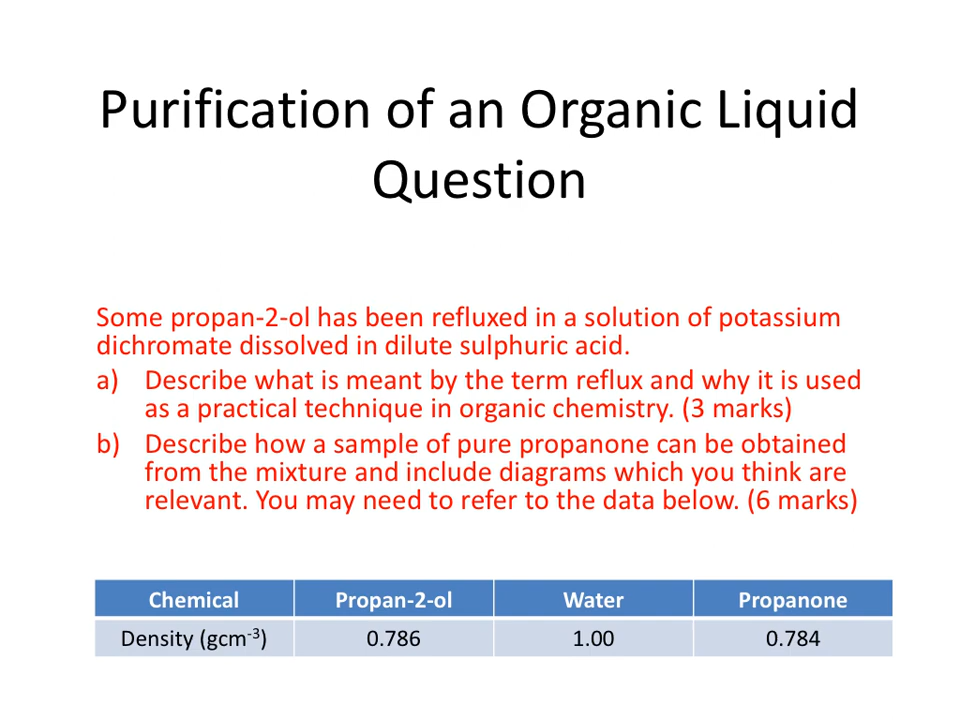 Purification of an Organic Liquid
Question
Some propan-2-ol has been refluxed in a solution of potassium
dichromate dissolved in dilute sulphuric acid.
a) Describe what is meant by the term reflux and why it is used
as a practical technique in organic chemistry. (3 marks)
b) Describe how a sample of pure propanone can be obtained
from the mixture and include diagrams which you think are
relevant. You may need to refer to the data below. (6 marks)
Chemical Propan-2-ol Water Propanone
Density (gcm⁻³) 0.786 1.00 0.784